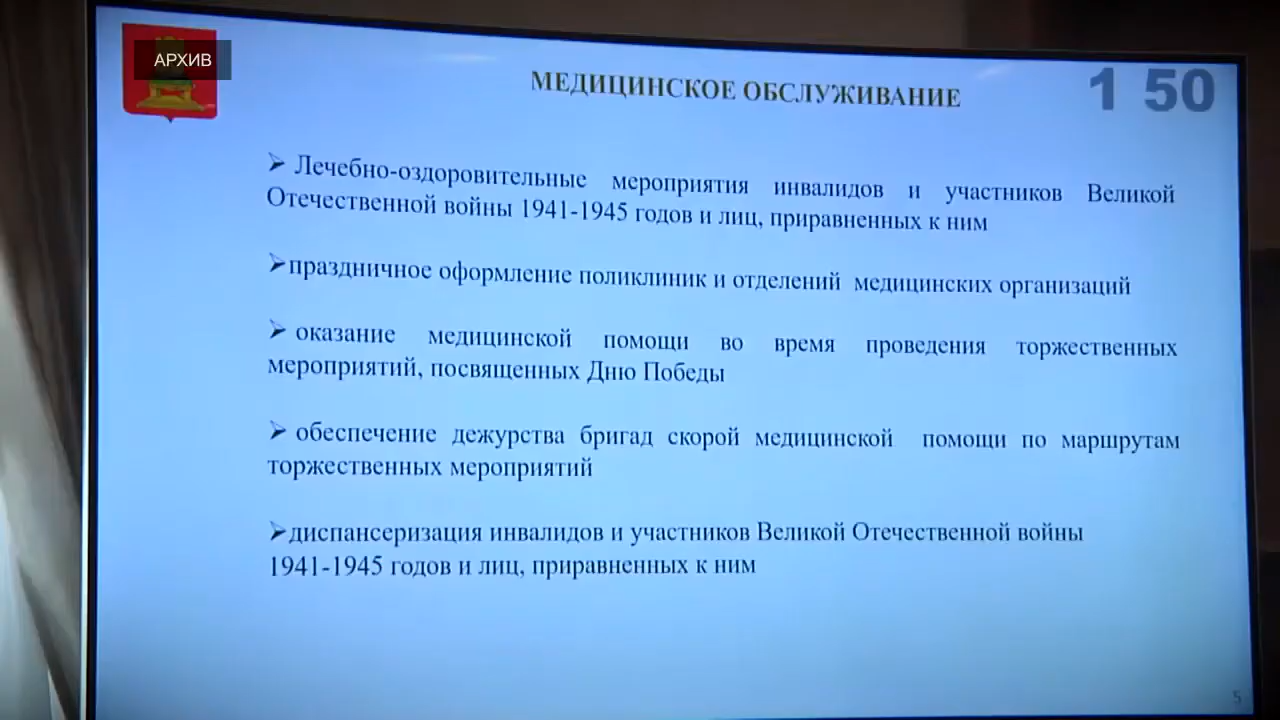 АРХИВ
МЕДИЦИНСКОЕ ОБСЛУЖИВАНИЕ
1 50
➢ Лечебно-оздоровительные мероприятия инвалидов и участников Великой
Отечественной войны 1941-1945 годов и лиц, приравненных к ним
➢праздничное оформление поликлиник и отделений медицинских организаций
➢ оказание медицинской помощи во время проведения торжественных
мероприятий, посвященных Дню Победы
➢ обеспечение дежурства бригад скорой медицинской помощи по маршрутам
торжественных мероприятий
➢диспансеризация инвалидов и участников Великой Отечественной войны
1941-1945 годов и лиц, приравненных к ним
5